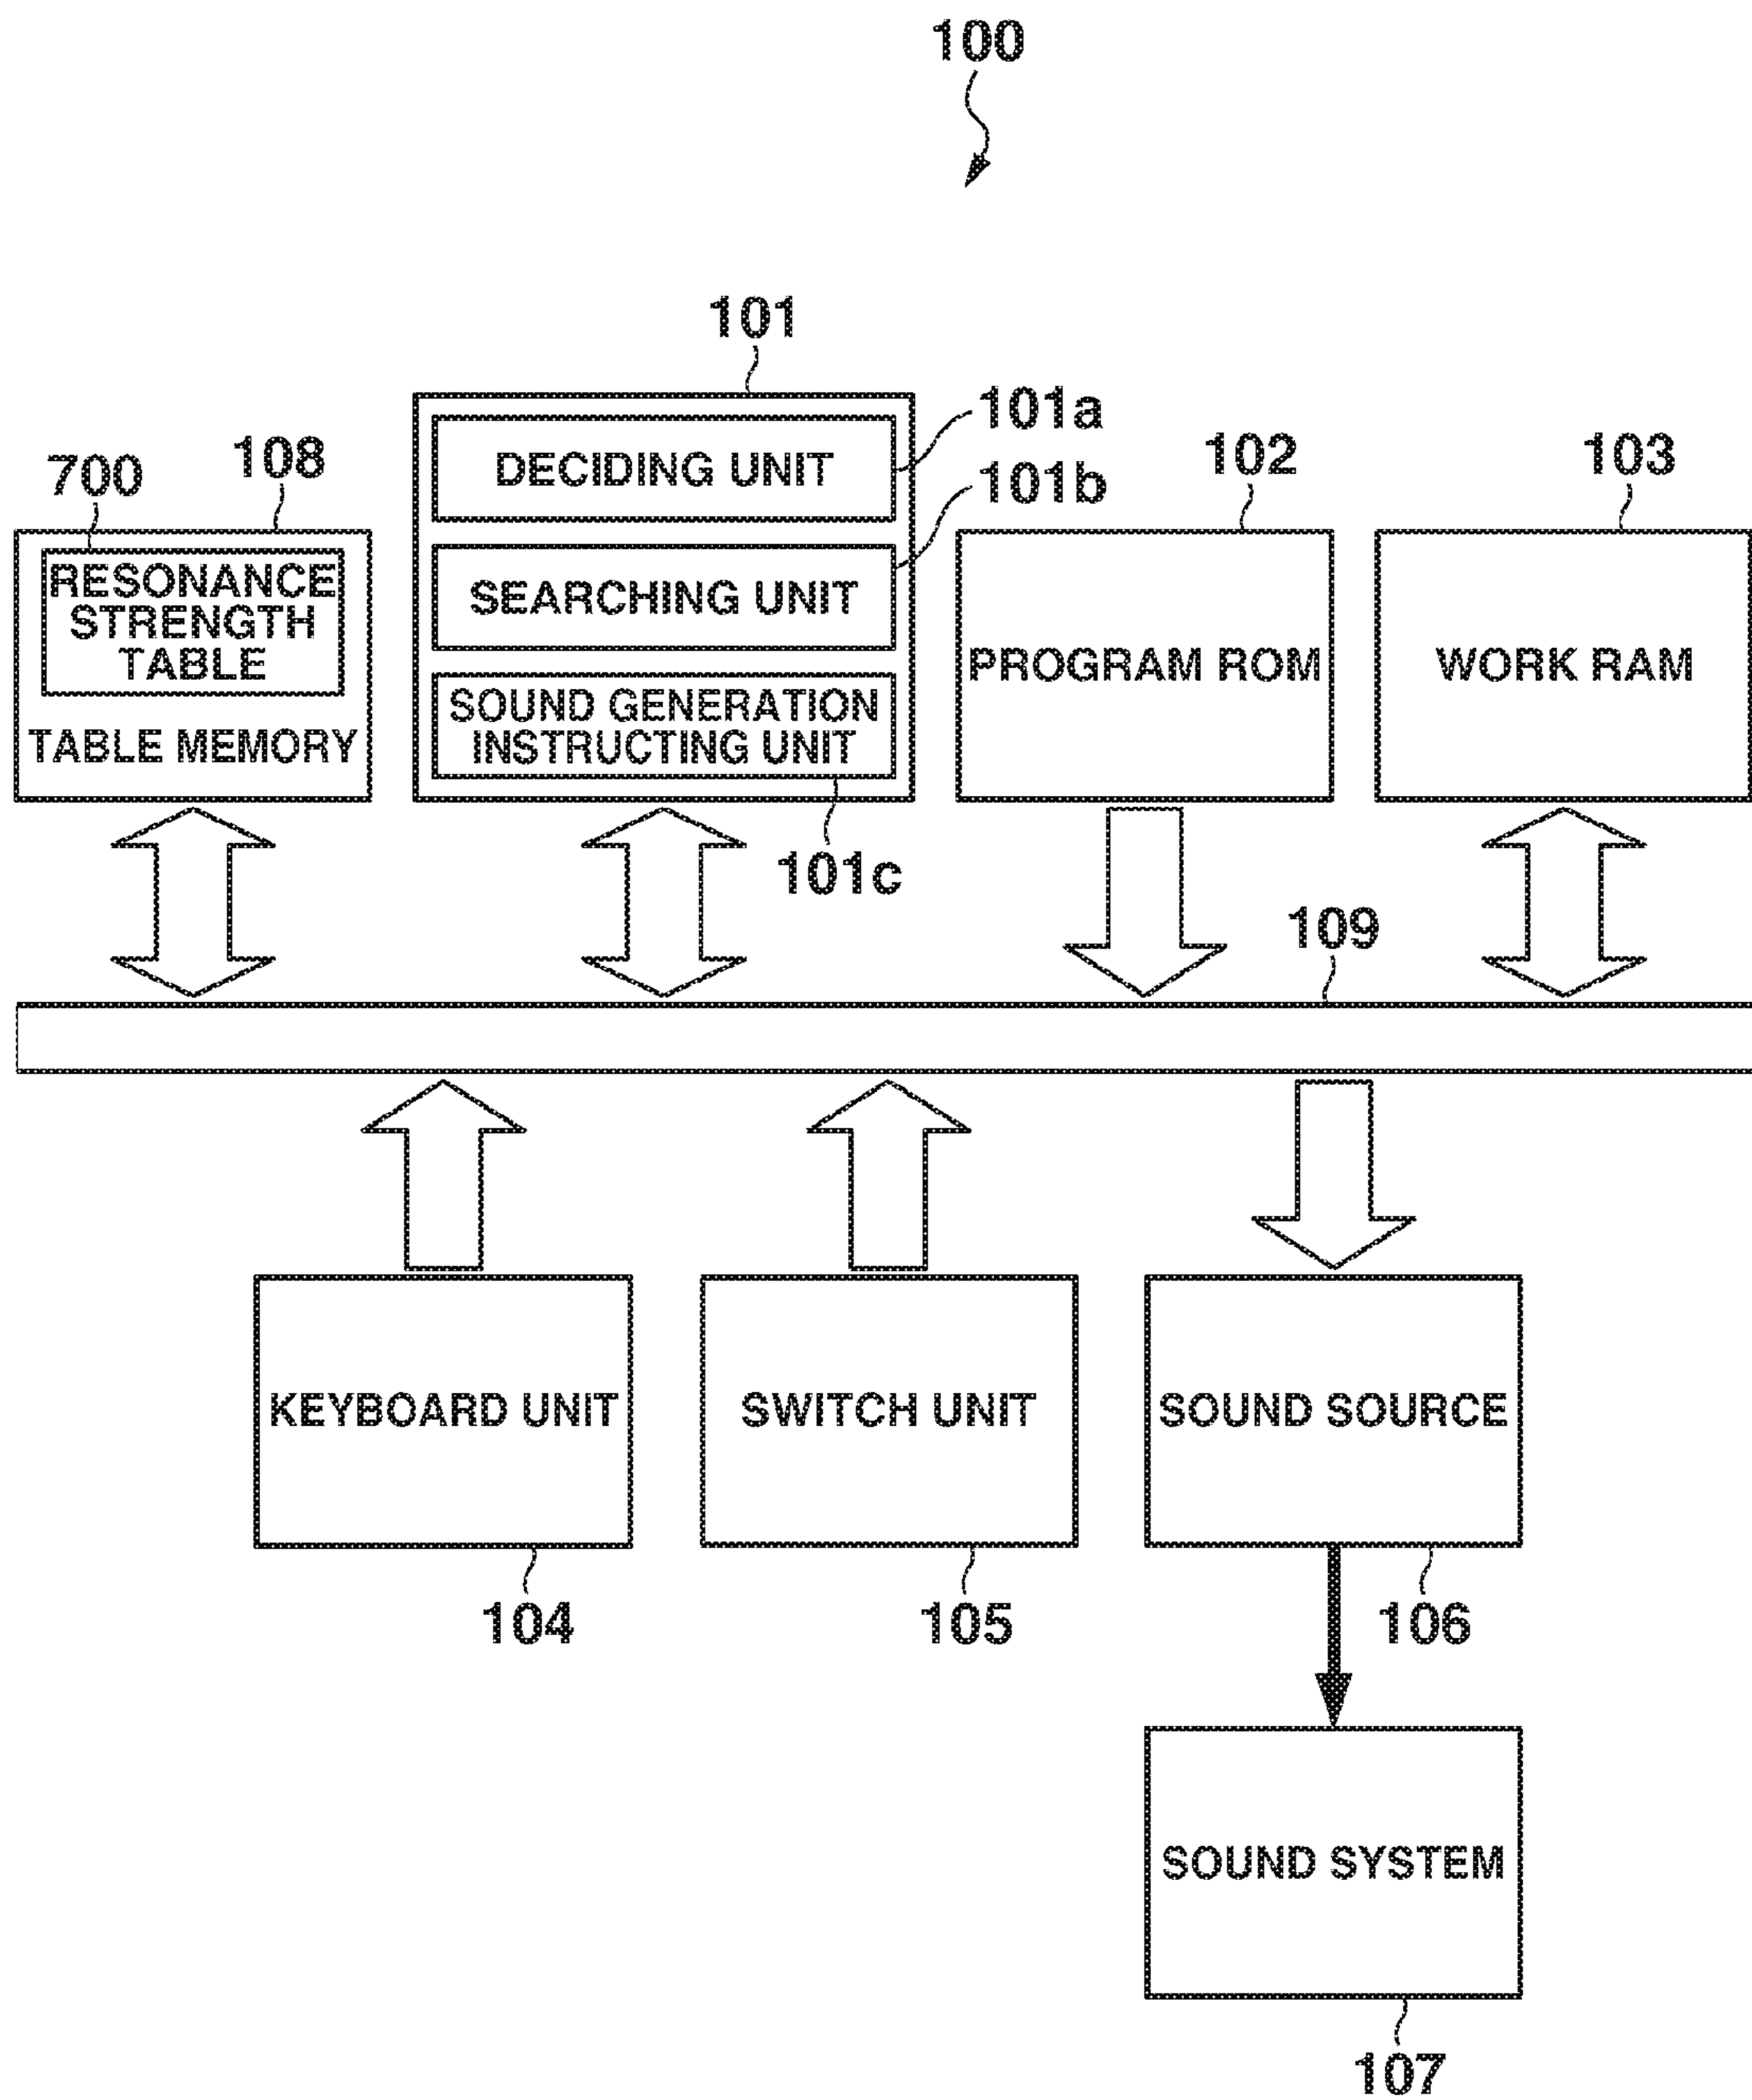 100
101
101a
DECIDING UNIT
101b
SEARCHING UNIT
SOUND GENERATION
INSTRUCTING UNIT
101c
700
108
RESONANCE
STRENGTH
TABLE
TABLE MEMORY
102
PROGRAM ROM
103
WORK RAM
109
KEYBOARD UNIT
104
SWITCH UNIT
105
SOUND SOURCE
106
SOUND SYSTEM
107